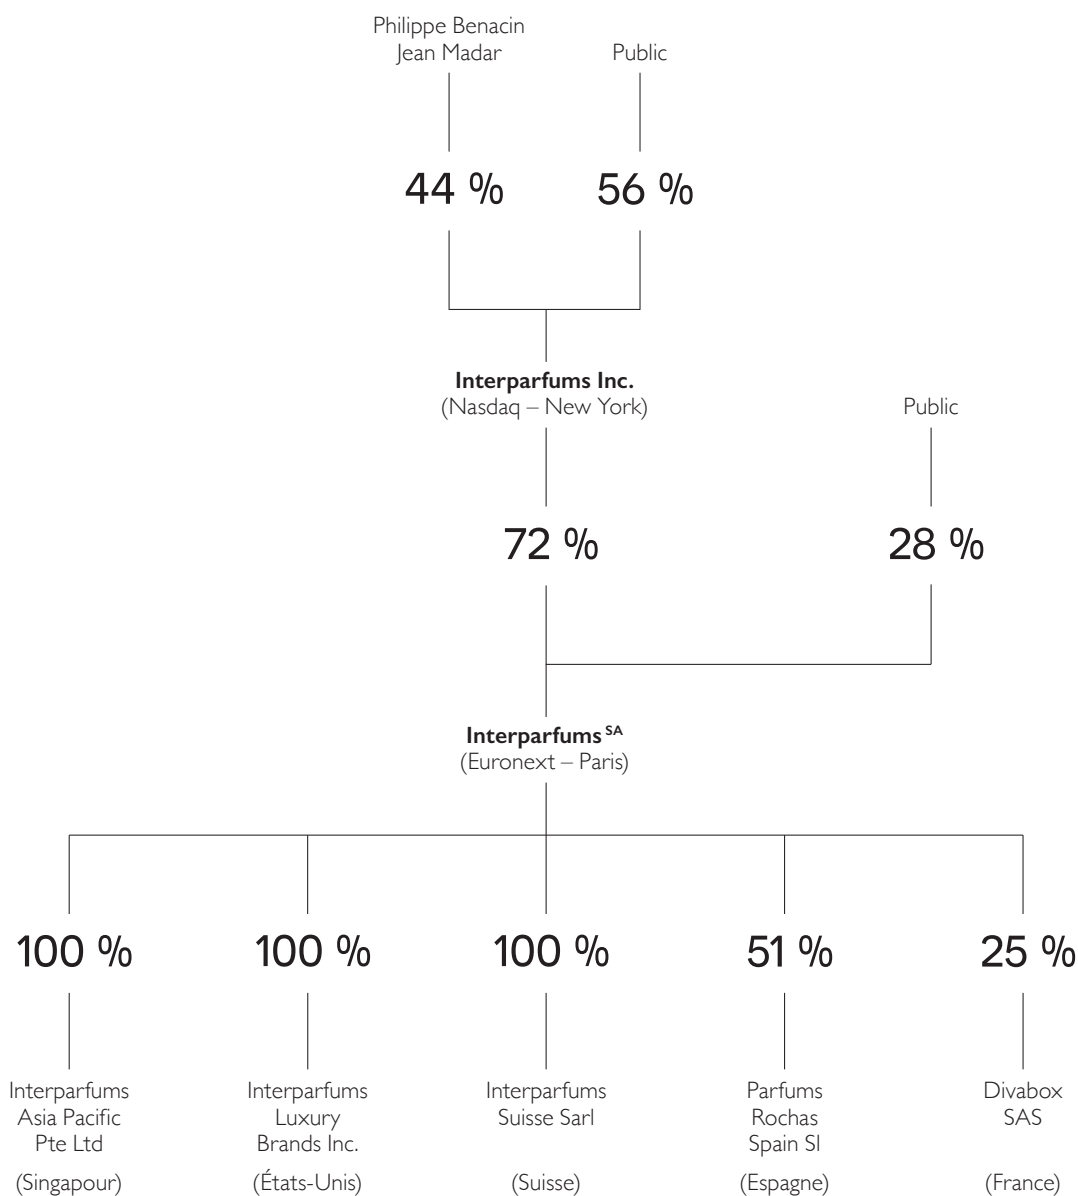 Philippe Benacin
Jean Madar
Public
44 %
56 %
Interparfums Inc.
(Nasdaq – New York)
Public
72 %
28 %
Interparfums SA
(Euronext – Paris)
100 %
100 %
100 %
51 %
25 %
Interparfums
Asia Pacific
Pte Ltd
(Singapour)
Interparfums
Luxury
Brands Inc.
(États-Unis)
Interparfums
Suisse Sarl
(Suisse)
Parfums
Rochas
Spain Sl
(Espagne)
Divabox
SAS
(France)